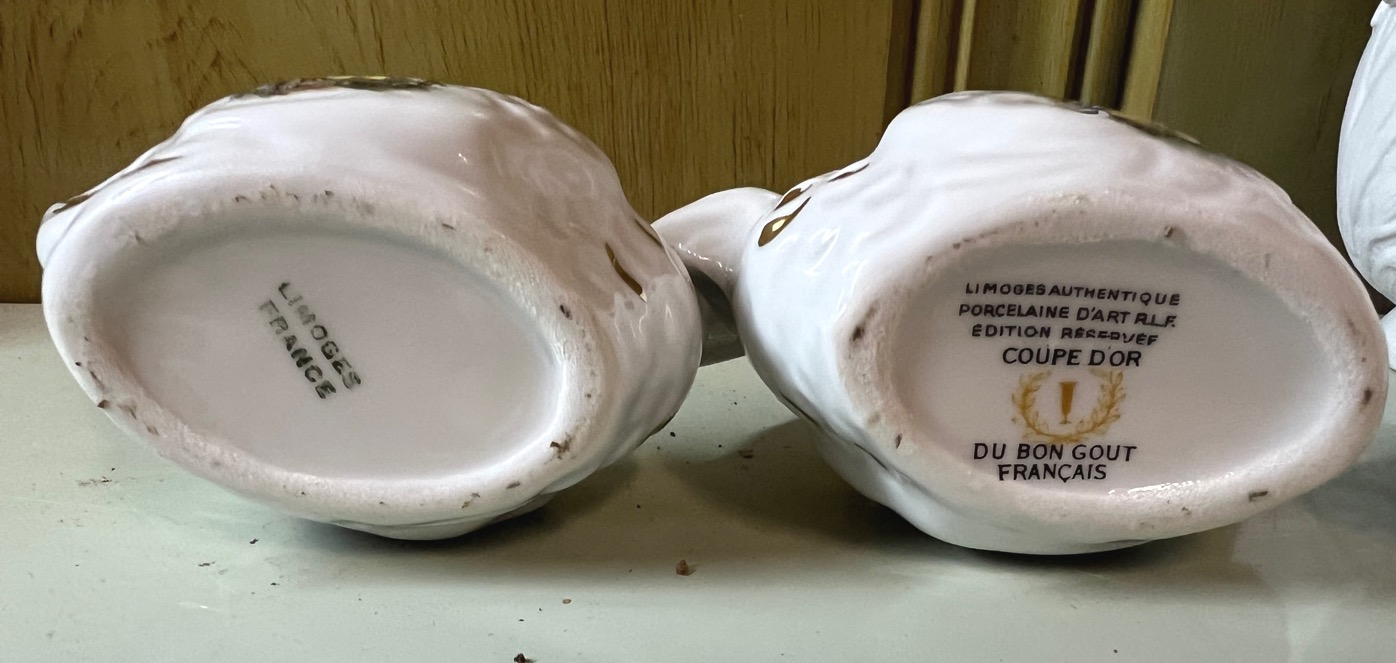 LIMOGES
FRANCE
LIMOGES AUTHENTIQUE
PORCELAINE D'ART R.L.F.
ÉDITION RÉSERVÉE
COUPE D'OR
DU BON GOUT
FRANÇAIS